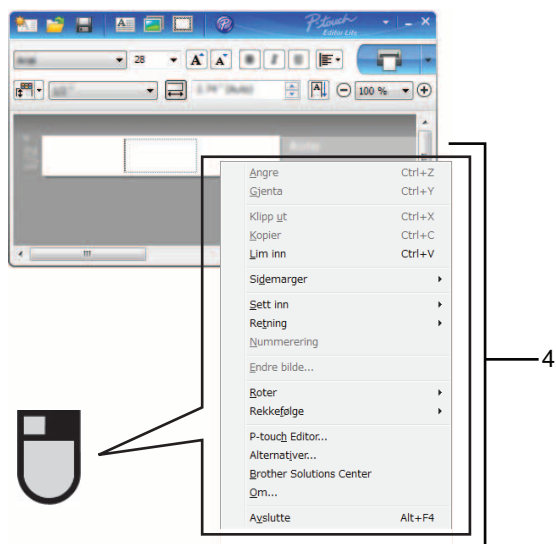 P-touch
Editor Lite
28
100 %
Angre Ctrl+Z
Gjenta Ctrl+Y
Klipp ut Ctrl+X
Kopier Ctrl+C
Lim inn Ctrl+V
Sidemarger
Sett inn
Retning
Nummerering
Endre bilde...
Roter
Rekkefølge
P-touch Editor...
Alternativer...
Brother Solutions Center
Om...
Avslutte Alt+F4
4